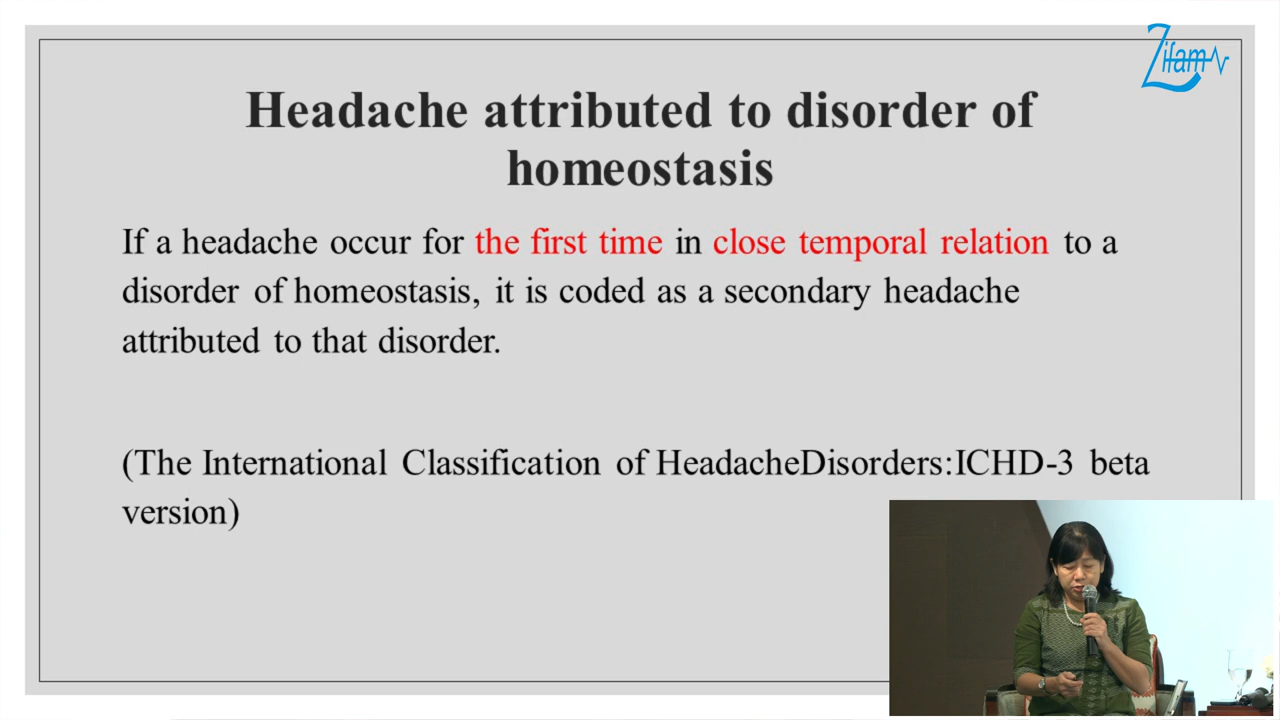 Zifam
Headache attributed to disorder of
homeostasis
If a headache occur for the first time in close temporal relation to a
disorder of homeostasis, it is coded as a secondary headache
attributed to that disorder.
(The International Classification of HeadacheDisorders:ICHD-3 beta
version)